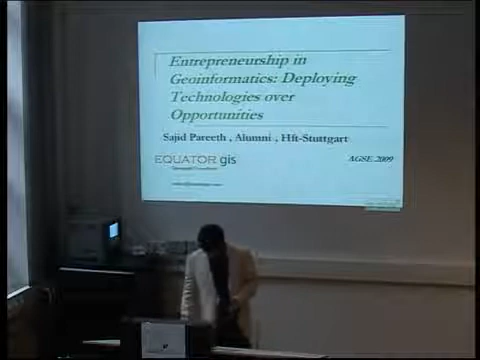 Entrepreneurship in
Geoinformatics: Deploying
Technologies over
Opportunities
Sajid Pareeth , Alumni , Hft-Stuttgart
EQUATOR gis
AGSE 2009